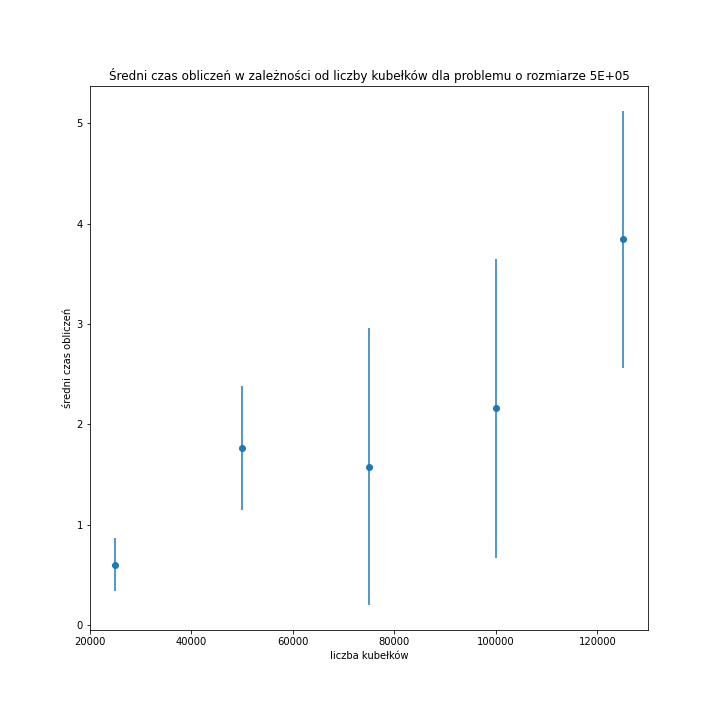 Średni czas obliczeń w zależności od liczby kubełków dla problemu o rozmiarze 5E+05
5
4
3
2
1
0
średni czas obliczeń
20000 40000 60000 80000 100000 120000
liczba kubełków